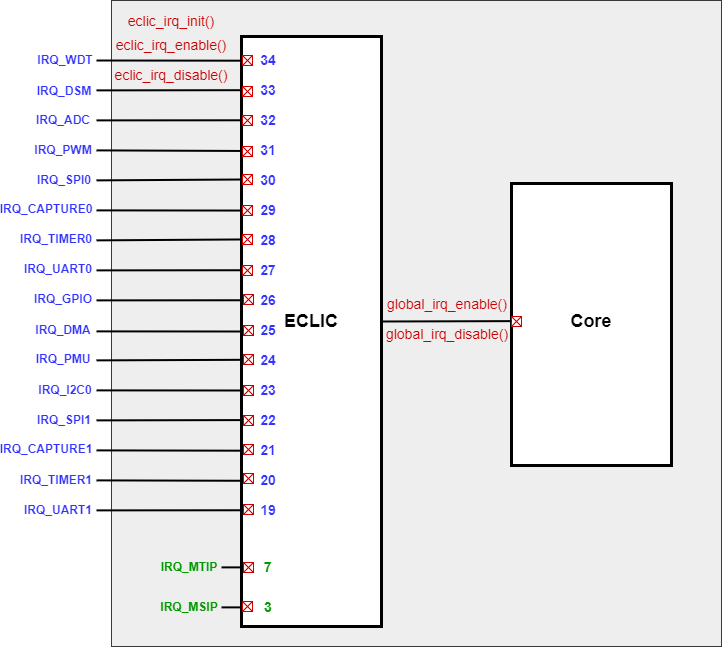 eclic_irq_init()
eclic_irq_enable()
IRQ_WDT 34
eclic_irq_disable()
IRQ_DSM 33
IRQ_ADC 32
IRQ_PWM 31
IRQ_SPI0 30
IRQ_CAPTURE0 29
IRQ_TIMER0 28
IRQ_UART0 27
IRQ_GPIO 26
global_irq_enable()
ECLIC
Core
IRQ_DMA 25
global_irq_disable()
IRQ_PMU 24
IRQ_I2C0 23
IRQ_SPI1 22
IRQ_CAPTURE1 21
IRQ_TIMER1 20
IRQ_UART1 19
IRQ_MTIP 7
IRQ_MSIP 3